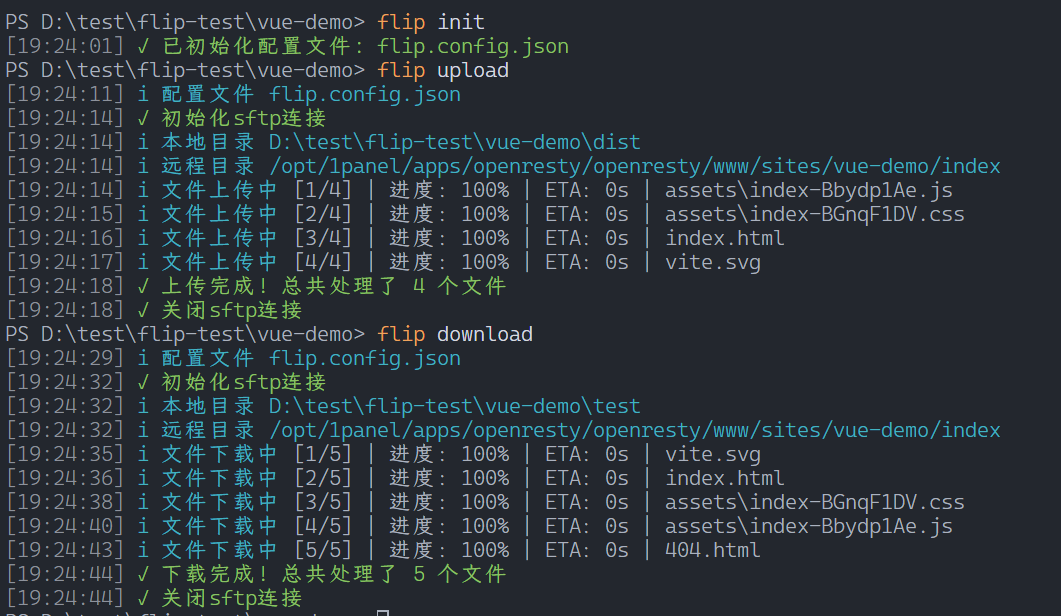 PS D:\test\flip-test\vue-demo> flip init
[19:24:01] √ 已初始化配置文件: flip.config.json
PS D:\test\flip-test\vue-demo> flip upload
[19:24:11] i 配置文件 flip.config.json
[19:24:14] √ 初始化sftp连接
[19:24:14] i 本地目录 D:\test\flip-test\vue-demo\dist
[19:24:14] i 远程目录 /opt/1panel/apps/openresty/openresty/www/sites/vue-demo/index
[19:24:14] i 文件上传中 [1/4] | 进度: 100% | ETA: 0s | assets\index-Bbydp1Ae.js
[19:24:15] i 文件上传中 [2/4] | 进度: 100% | ETA: 0s | assets\index-BGnqF1DV.css
[19:24:16] i 文件上传中 [3/4] | 进度: 100% | ETA: 0s | index.html
[19:24:17] i 文件上传中 [4/4] | 进度: 100% | ETA: 0s | vite.svg
[19:24:18] √ 上传完成! 总共处理了 4 个文件
[19:24:18] √ 关闭sftp连接
PS D:\test\flip-test\vue-demo> flip download
[19:24:29] i 配置文件 flip.config.json
[19:24:32] √ 初始化sftp连接
[19:24:32] i 本地目录 D:\test\flip-test\vue-demo\test
[19:24:32] i 远程目录 /opt/1panel/apps/openresty/openresty/www/sites/vue-demo/index
[19:24:35] i 文件下载中 [1/5] | 进度: 100% | ETA: 0s | vite.svg
[19:24:36] i 文件下载中 [2/5] | 进度: 100% | ETA: 0s | index.html
[19:24:38] i 文件下载中 [3/5] | 进度: 100% | ETA: 0s | assets\index-BGnqF1DV.css
[19:24:40] i 文件下载中 [4/5] | 进度: 100% | ETA: 0s | assets\index-Bbydp1Ae.js
[19:24:43] i 文件下载中 [5/5] | 进度: 100% | ETA: 0s | 404.html
[19:24:44] √ 下载完成! 总共处理了 5 个文件
[19:24:44] √ 关闭sftp连接